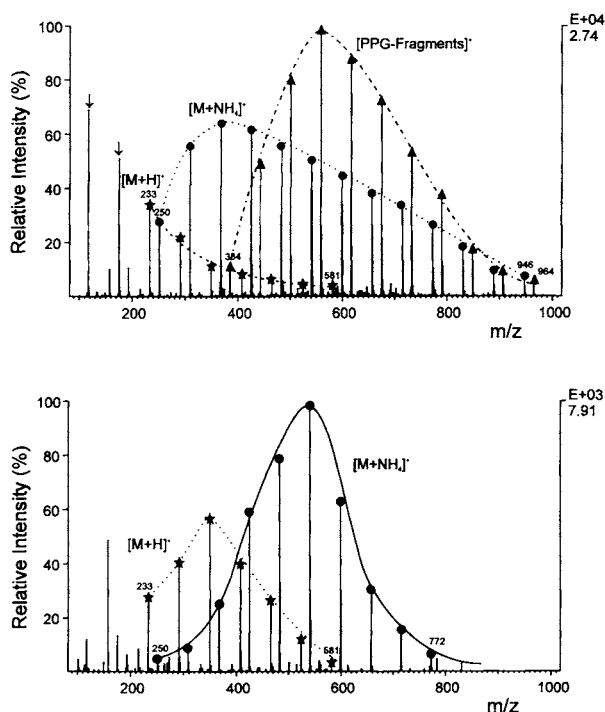 E+04
2.74
[PPG-Fragments]+
[M+NH4]+
[M+H]+
233
250
384
581
946
964
Relative Intensity (%)
100
80
60
40
20
200
400
600
800
1000
m/z
E+03
7.91
[M+NH4]+
[M+H]+
233
250
581
772
Relative Intensity (%)
100
80
60
40
20
200
400
600
800
1000
m/z